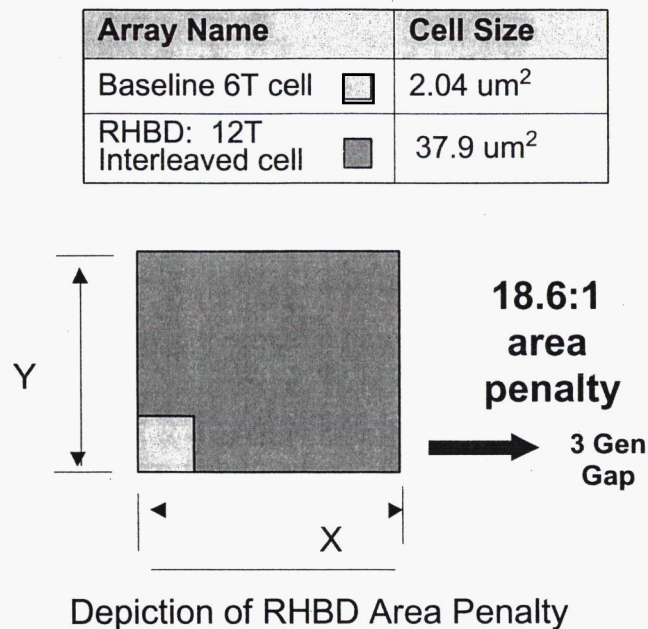 Array Name Cell Size
Baseline 6T cell 2.04 um²
RHBD: 12T
Interleaved cell 37.9 um²
18.6:1
area
penalty
Y
3 Gen
Gap
X
Depiction of RHBD Area Penalty